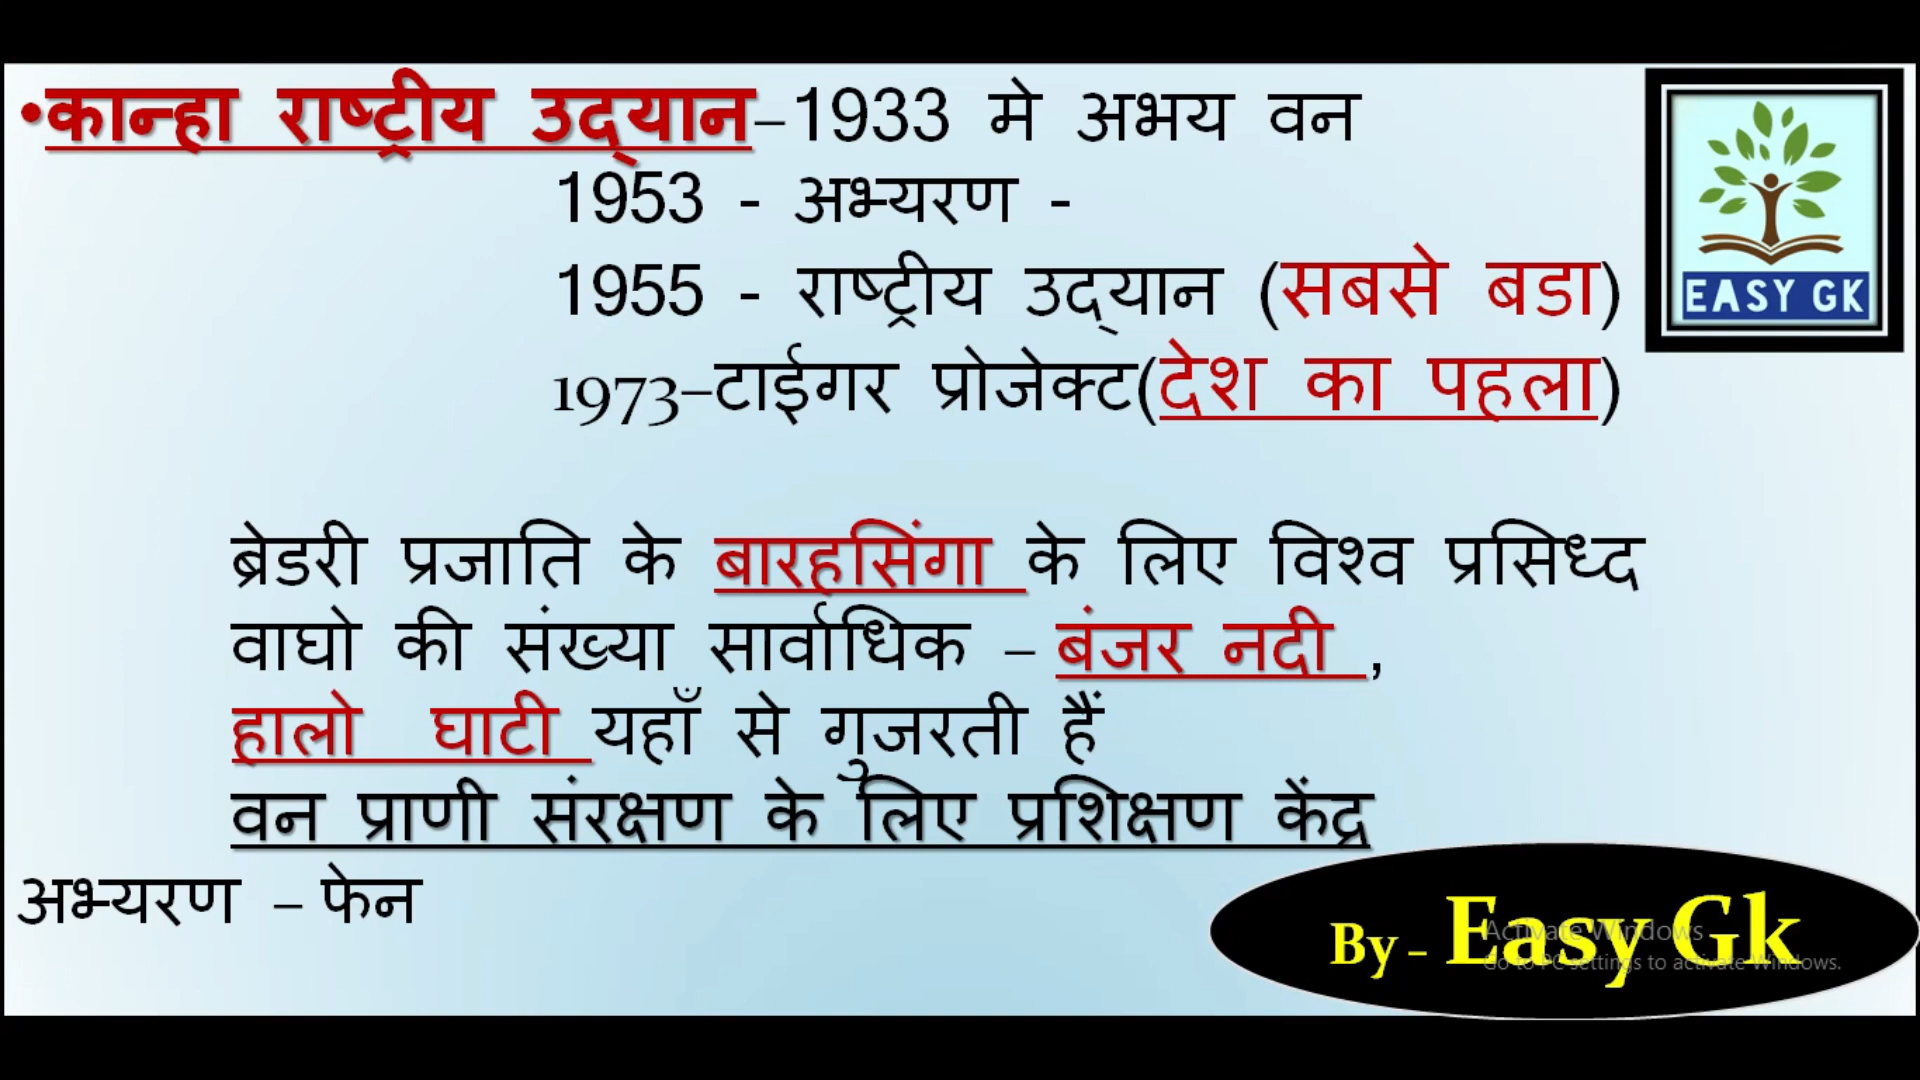 •कान्हा राष्ट्रीय उद्यान–1933 मे अभय वन
1953 - अभ्यरण -
1955 - राष्ट्रीय उद्यान (सबसे बडा)
1973–टाईगर प्रोजेक्ट(देश का पहला)
EASY GK
ब्रेडरी प्रजाति के बारहसिंगा के लिए विश्व प्रसिध्द
वाघो की संख्या सार्वाधिक – बंजर नदी ,
हालो घाटी यहाँ से गुजरती हैं
वन प्राणी संरक्षण के लिए प्रशिक्षण केंद्र
अभ्यरण – फेन
By – Easy Gk
Activate Windows
Go to PC settings to activate Windows.